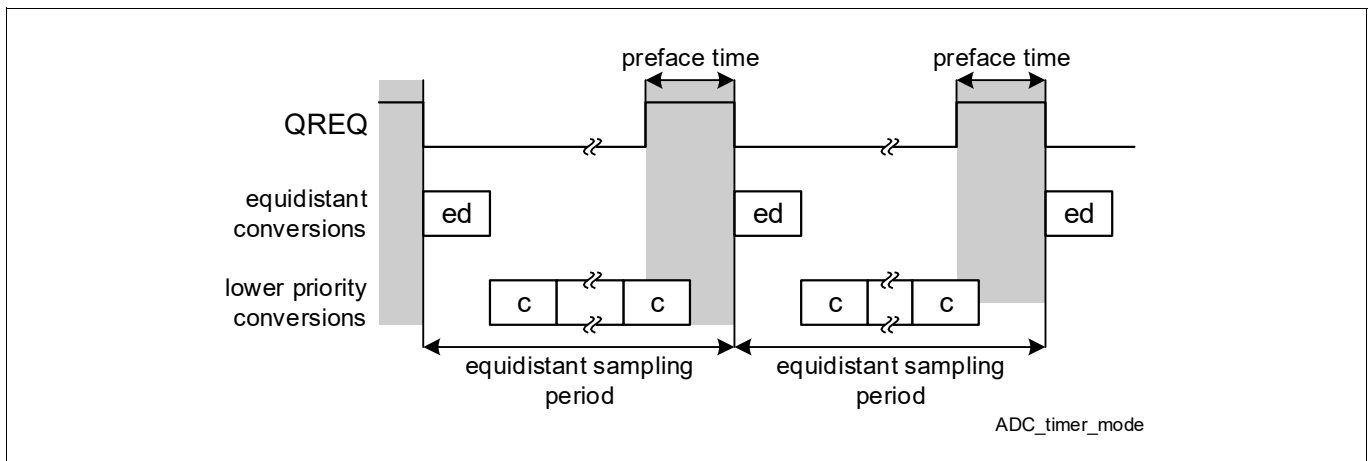 preface time
preface time
QREQ
equidistant
conversions
ed
ed
ed
lower priority
conversions
c
c
c
c
equidistant sampling
period
equidistant sampling
period
ADC_timer_mode